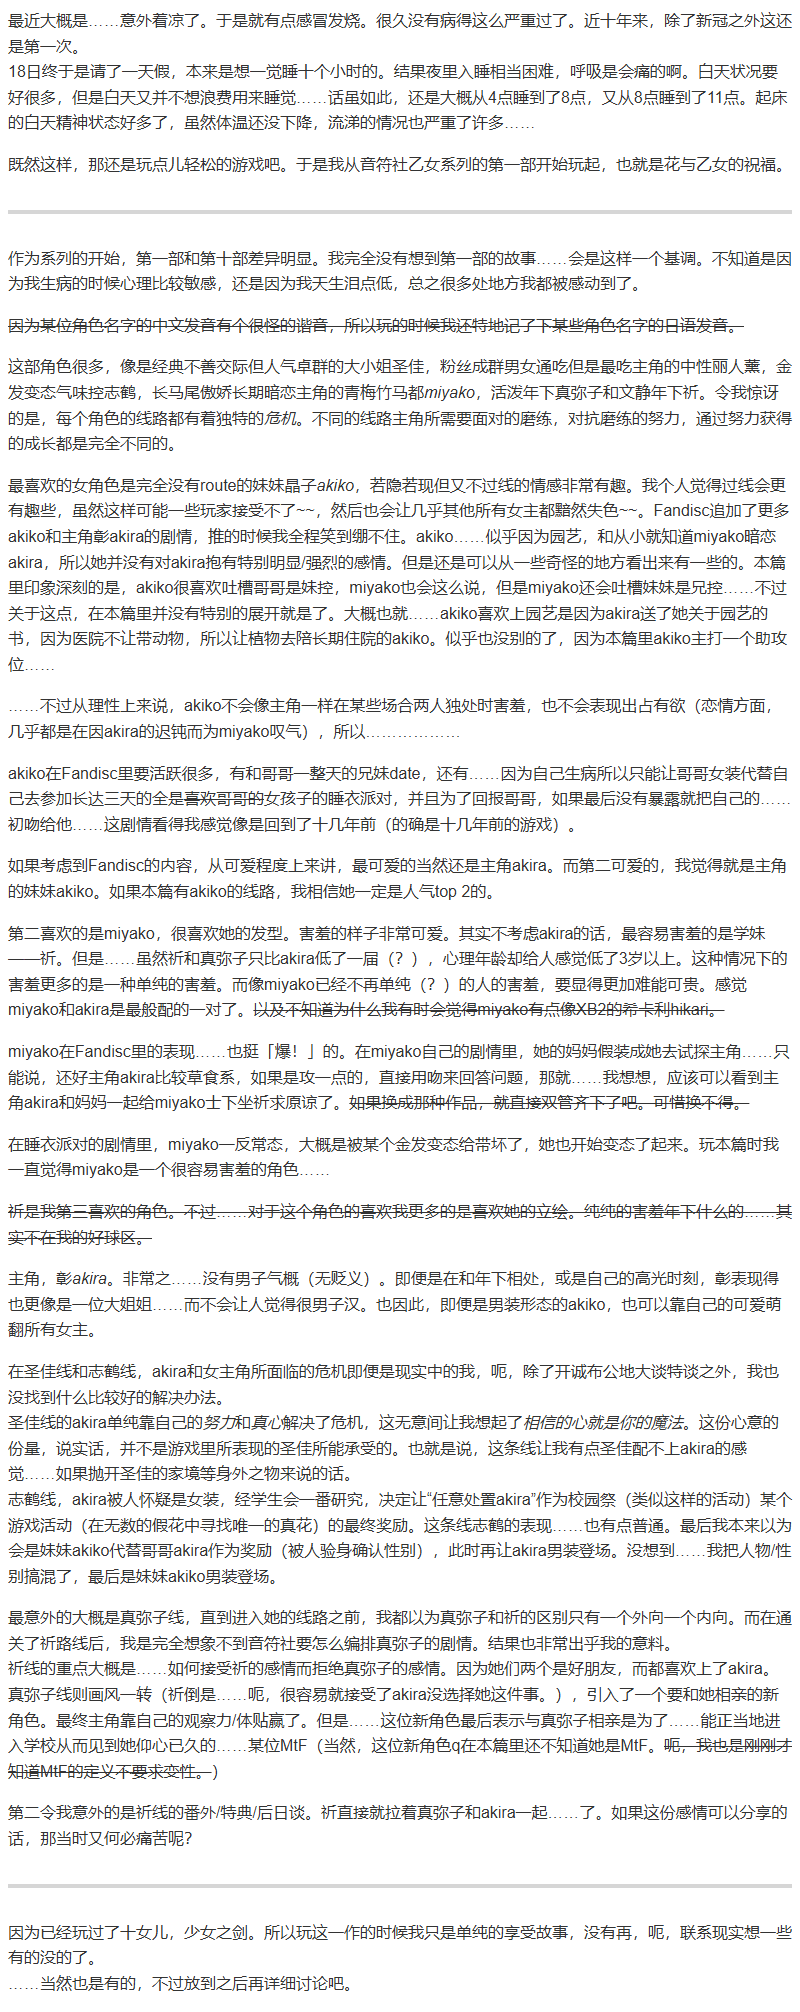 最近大概是……意外着凉了。于是就有点感冒发烧。很久没有病得这么严重过了。近十年来，除了新冠之外这还
是第一次。
18日终于是请了一天假，本来是想一觉睡十个小时的。结果夜里入睡相当困难，呼吸是会痛的啊。白天状况要
好很多，但是白天又并不想浪费用来睡觉……话虽如此，还是大概从4点睡到了8点，又从8点睡到了11点。起床
的白天精神状态好多了，虽然体温还没下降，流涕的情况也严重了许多……
既然这样，那还是玩点儿轻松的游戏吧。于是我从音符社乙女系列的第一部开始玩起，也就是花与乙女的祝福。
作为系列的开始，第一部和第十部差异明显。我完全没有想到第一部的故事……会是这样一个基调。不知道是因
为我生病的时候心理比较敏感，还是因为我天生泪点低，总之很多处地方我都被感动到了。
因为某位角色名字的中文发音有个很怪的谐音，所以玩的时候我还特地记了下某些角色名字的日语发音。
这部角色很多，像是经典不善交际但人气卓群的大小姐圣佳，粉丝成群男女通吃但是最吃主角的中性丽人薫，金
发变态气味控志鹤，长马尾傲娇长期暗恋主角的青梅竹马都miyako，活泼年下真弥子和文静年下祈。令我惊讶
的是，每个角色的线路都有着独特的危机。不同的线路主角所需要面对的磨练，对抗磨练的努力，通过努力获得
的成长都是完全不同的。
最喜欢的女角色是完全没有route的妹妹晶子akiko，若隐若现但又不过线的情感非常有趣。我个人觉得过线会更
有趣些，虽然这样可能一些玩家接受不了~~，然后也会让几乎其他所有女主都黯然失色~~。Fandisc追加了更多
akiko和主角彰akira的剧情，推的时候我全程笑到绷不住。akiko……似乎因为园艺，和从小就知道miyako暗恋
akira，所以她并没有对akira抱有特别明显/强烈的感情。但是还是可以从一些奇怪的地方看出来有一些的。本篇
里印象深刻的是，akiko很喜欢吐槽哥哥是妹控，miyako也会这么说，但是miyako还会吐槽妹妹是兄控……不过
关于这点，在本篇里并没有特别的展开就是了。大概也就……akiko喜欢上园艺是因为akira送了她关于园艺的
书，因为医院不让带动物，所以让植物去陪长期住院的akiko。似乎也没别的了，因为本篇里akiko主打一个助攻
位……
……不过从理性上来说，akiko不会像主角一样在某些场合两人独处时害羞，也不会表现出占有欲（恋情方面，
几乎都是在因akira的迟钝而为miyako叹气），所以………………
akiko在Fandisc里要活跃很多，有和哥哥一整天的兄妹date，还有……因为自己生病所以只能让哥哥女装代替自
己去参加长达三天的全是喜欢哥哥的女孩子的睡衣派对，并且为了回报哥哥，如果最后没有暴露就把自己的……
初吻给他……这剧情看得我感觉像是回到了十几年前（的确是十几年前的游戏）。
如果考虑到Fandisc的内容，从可爱程度上来讲，最可爱的当然还是主角akira。而第二可爱的，我觉得就是主角
的妹妹akiko。如果本篇有akiko的线路，我相信她一定是人气top 2的。
第二喜欢的是miyako，很喜欢她的发型。害羞的样子非常可爱。其实不考虑akira的话，最容易害羞的是学妹
——祈。但是……虽然祈和真弥子只比akira低了一届（？），心理年龄却给人感觉低了3岁以上。这种情况下的
害羞更多的是一种单纯的害羞。而像miyako已经不再单纯（？）的人的害羞，要显得更加难能可贵。感觉
miyako和akira是最般配的一对了。以及不知道为什么我有时会觉得miyako有点像XB2的希卡利hikari。
miyako在Fandisc里的表现……也挺「爆！」的。在miyako自己的剧情里，她的妈妈假装成她去试探主角……只
能说，还好主角akira比较草食系，如果是攻一点的，直接用吻来回答问题，那就……我想想，应该可以看到主
角akira和妈妈一起给miyako士下坐祈求原谅了。如果换成那种作品，就直接双管齐下了吧。可惜换不得。
在睡衣派对的剧情里，miyako一反常态，大概是被某个金发变态给带坏了，她也开始变态了起来。玩本篇时我
一直觉得miyako是一个很容易害羞的角色……
祈是我第三喜欢的角色。不过……对于这个角色的喜欢我更多的是喜欢她的立绘。纯纯的害羞年下什么的……其
实不在我的好球区。
主角，彰akira。非常之……没有男子气概（无贬义）。即便是在和年下相处，或是自己的高光时刻，彰表现得
也更像是一位大姐姐……而不会让人觉得很男子汉。也因此，即便是男装形态的akiko，也可以靠自己的可爱萌
翻所有女主。
在圣佳线和志鹤线，akira和女主角所面临的危机即便是现实中的我，呃，除了开诚布公地大谈特谈之外，我也
没找到什么比较好的解决办法。
圣佳线的akira单纯靠自己的努力和真心解决了危机，这无意间让我想起了相信的心就是你的魔法。这份心意的
份量，说实话，并不是游戏里所表现的圣佳所能承受的。也就是说，这条线让我有点圣佳配不上akira的感
觉……如果抛开圣佳的家境等身外之物来说的话。
志鹤线，akira被人怀疑是女装，经学生会一番研究，决定让“任意处置akira”作为校园祭（类似这样的活动）某个
游戏活动（在无数的假花中寻找唯一的真花）的最终奖励。这条线志鹤的表现……也有点普通。最后我本来以为
会是妹妹akiko代替哥哥akira作为奖励（被人验身确认性别），此时再让akira男装登场。没想到……我把人物/性
别搞混了，最后是妹妹akiko男装登场。
最意外的大概是真弥子线，直到进入她的线路之前，我都以为真弥子和祈的区别只有一个外向一个内向。而在通
关了祈路线后，我是完全想象不到音符社要怎么编排真弥子的剧情。结果也非常出乎我的意料。
祈线的重点大概是……如何接受祈的感情而拒绝真弥子的感情。因为她们两个是好朋友，而都喜欢上了akira。
真弥子线则画风一转（祈倒是……呃，很容易就接受了akira没选择她这件事。），引入了一个要和她相亲的新
角色。最终主角靠自己的观察力/体贴赢了。但是……这位新角色最后表示与真弥子相亲是为了……能正当地进
入学校从而见到她仰心已久的……某位MtF（当然，这位新角色q在本篇里还不知道她是MtF。呃，我也是刚刚才
知道MtF的定义不要求变性。）
第二令我意外的是祈线的番外/特典/后日谈。祈直接就拉着真弥子和akira一起……了。如果这份感情可以分享的
话，那当时又何必痛苦呢？
因为已经玩过了十女儿，少女之剑。所以玩这一作的时候我只是单纯的享受故事，没有再，呃，联系现实想一些
有的没的了。
……当然也是有的，不过放到之后再详细讨论吧。